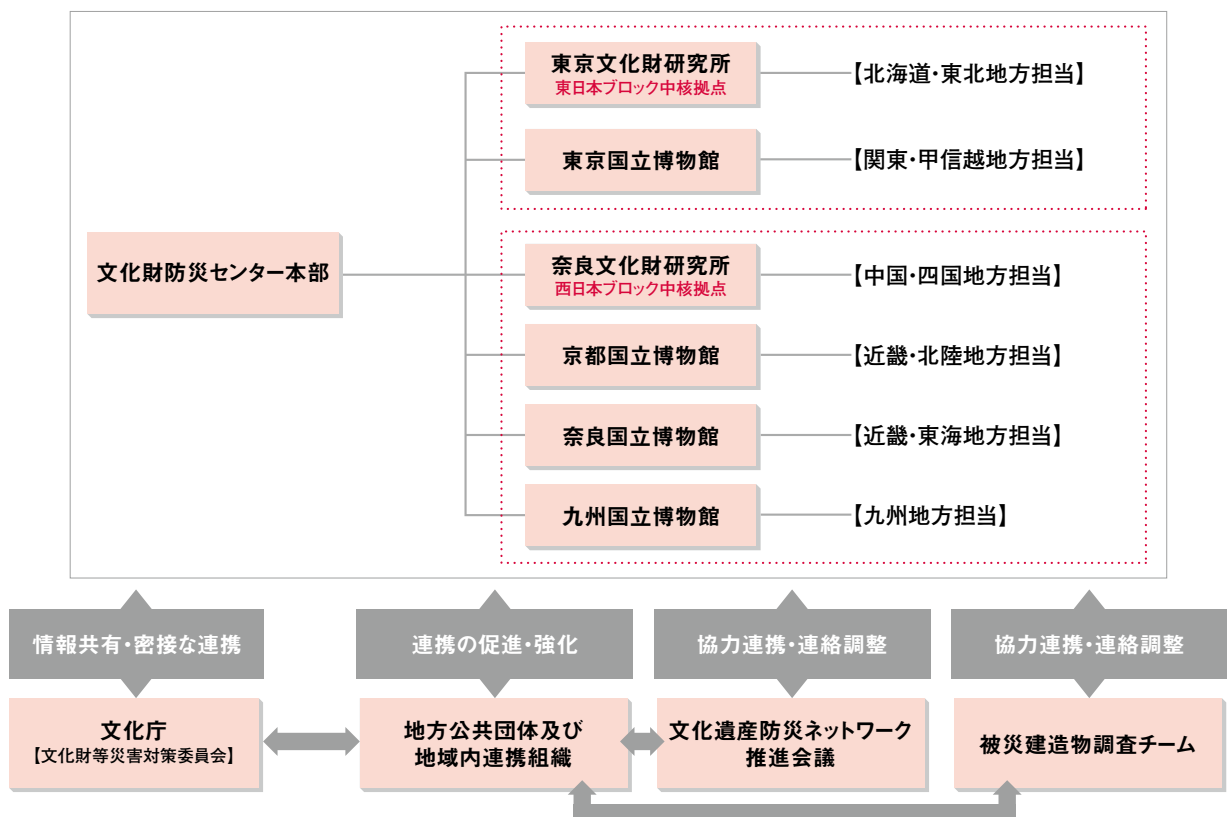 東京文化財研究所
東日本ブロック中核拠点
【北海道・東北地方担当】
東京国立博物館
【関東・甲信越地方担当】
文化財防災センター本部
奈良文化財研究所
西日本ブロック中核拠点
【中国・四国地方担当】
京都国立博物館
【近畿・北陸地方担当】
奈良国立博物館
【近畿・東海地方担当】
九州国立博物館
【九州地方担当】
情報共有・密接な連携
連携の促進・強化
協力連携・連絡調整
協力連携・連絡調整
文化庁
【文化財等災害対策委員会】
地方公共団体及び
地域内連携組織
文化遺産防災ネットワーク
推進会議
被災建造物調査チーム